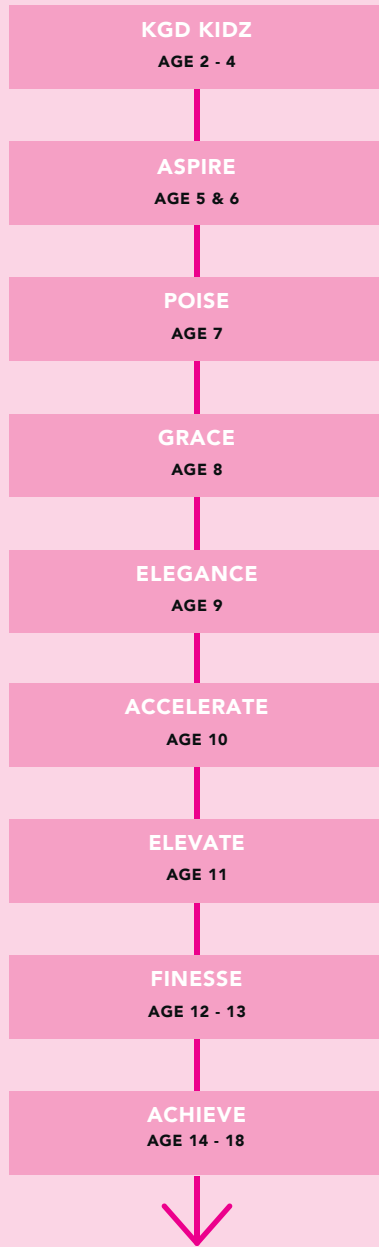 KGD KIDZ
AGE 2 - 4
ASPIRE
AGE 5 & 6
POISE
AGE 7
GRACE
AGE 8
ELEGANCE
AGE 9
ACCELERATE
AGE 10
ELEVATE
AGE 11
FINESSE
AGE 12 - 13
ACHIEVE
AGE 14 - 18